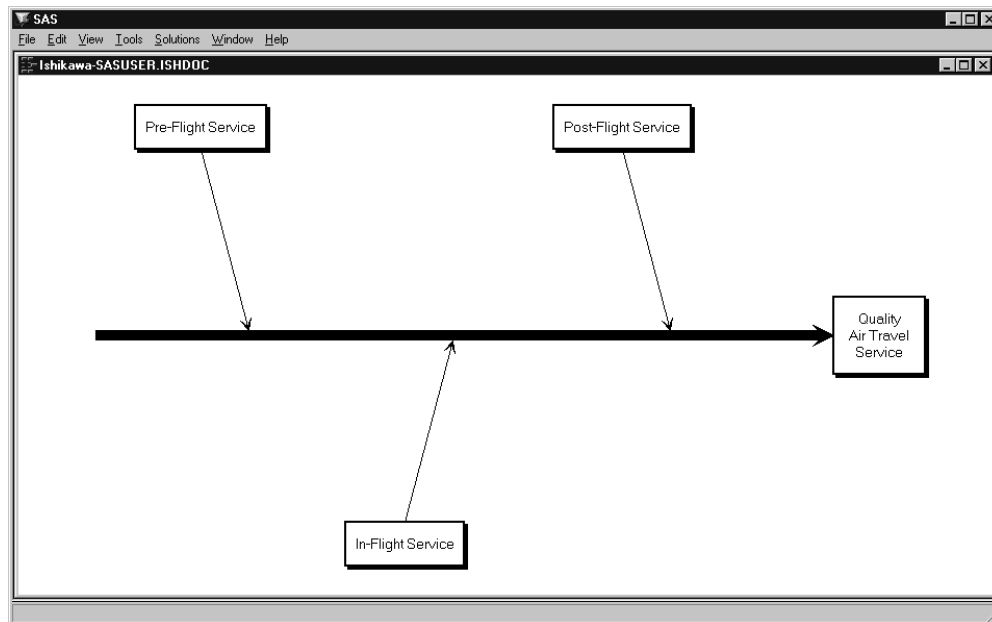 SAS
File Edit View Tools Solutions Window Help
Ishikawa-SASUSER.ISHDOC
Pre-Flight Service
Post-Flight Service
Quality
Air Travel
Service
In-Flight Service